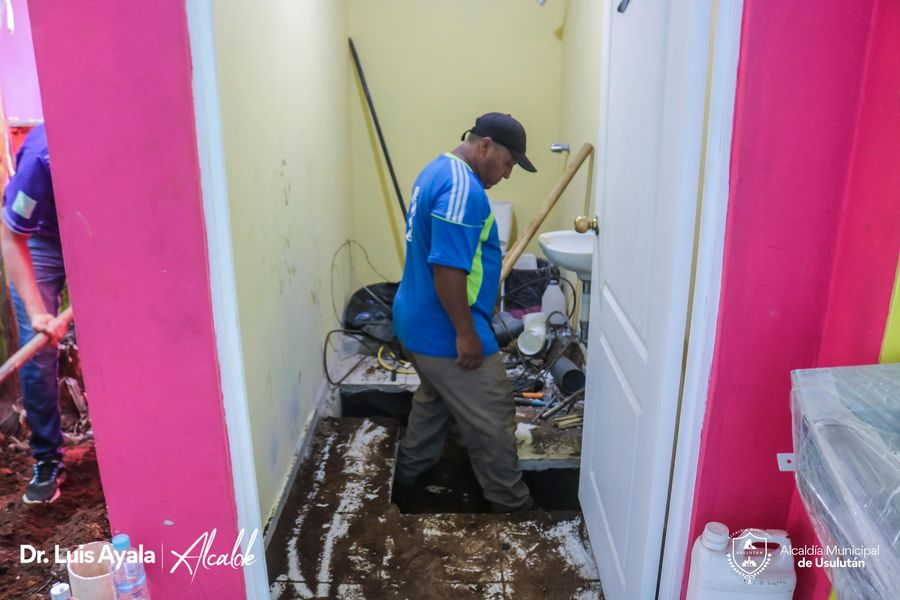 Dr. Luis Ayala | Alcalde
Alcaldía Municipal
de Usulután